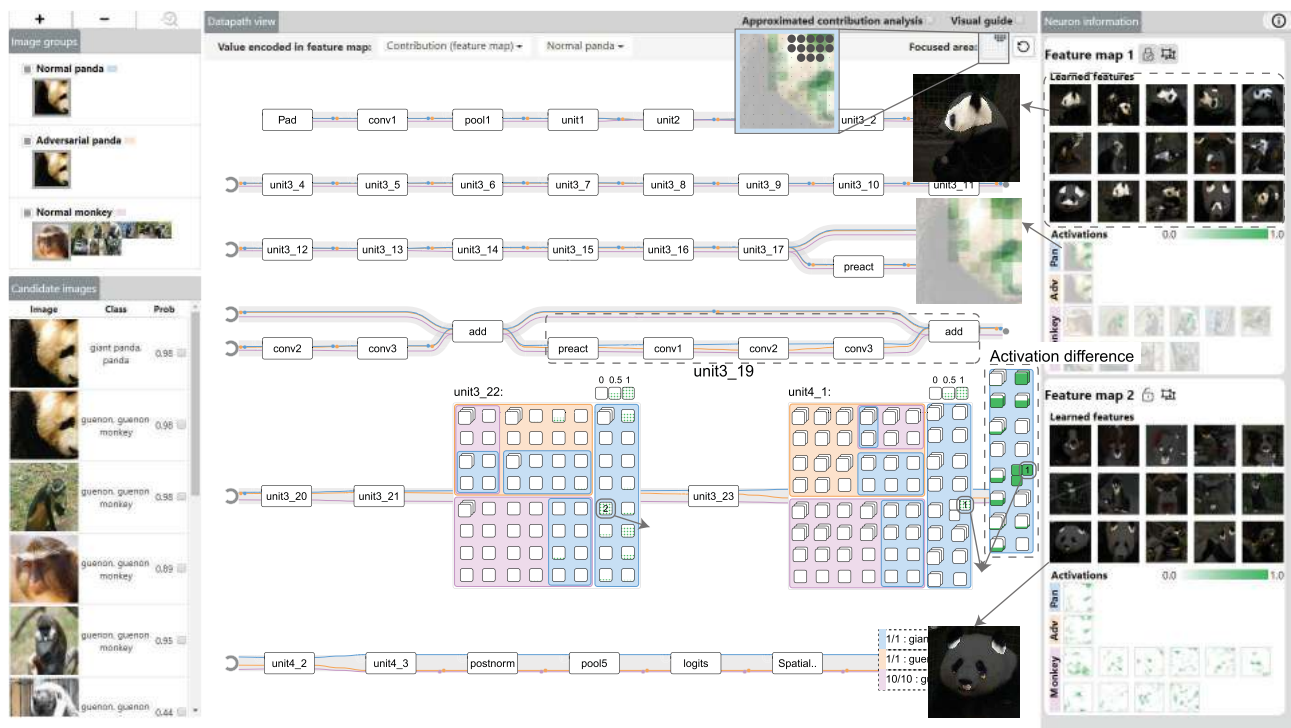 + −
Image groups
Normal panda
Adversarial panda
Normal monkey
Candidate images
Image Class Prob
giant panda, panda 0.98
guenon, guenon monkey 0.98
guenon, guenon monkey 0.98
guenon, guenon monkey 0.89
guenon, guenon monkey 0.95
guenon, guenon 0.44
Datapath view
Approximated contribution analysis Visual guide
Value encoded in feature map: Contribution (feature map) Normal panda Focused area:
Pad conv1 pool1 unit1 unit2 unit3_2
unit3_4 unit3_5 unit3_6 unit3_7 unit3_8 unit3_9 unit3_10 unit3_11
unit3_12 unit3_13 unit3_14 unit3_15 unit3_16 unit3_17
preact
add add
conv2 conv3 preact conv1 conv2 conv3
unit3_19
Activation difference
unit3_22: 0 0.5 1
unit4_1: 0 0.5 1
unit3_20 unit3_21 unit3_23
2
1
1
unit4_2 unit4_3 postnorm pool5 logits Spatial..
1/1 : gian
1/1 : gue
10/10 : g
Neuron information
Feature map 1
Learned features
Activations 0.0 1.0
Pan
Adv
nkey
Feature map 2
Learned features
Activations 0.0 1.0
Pan
Adv
Monkey